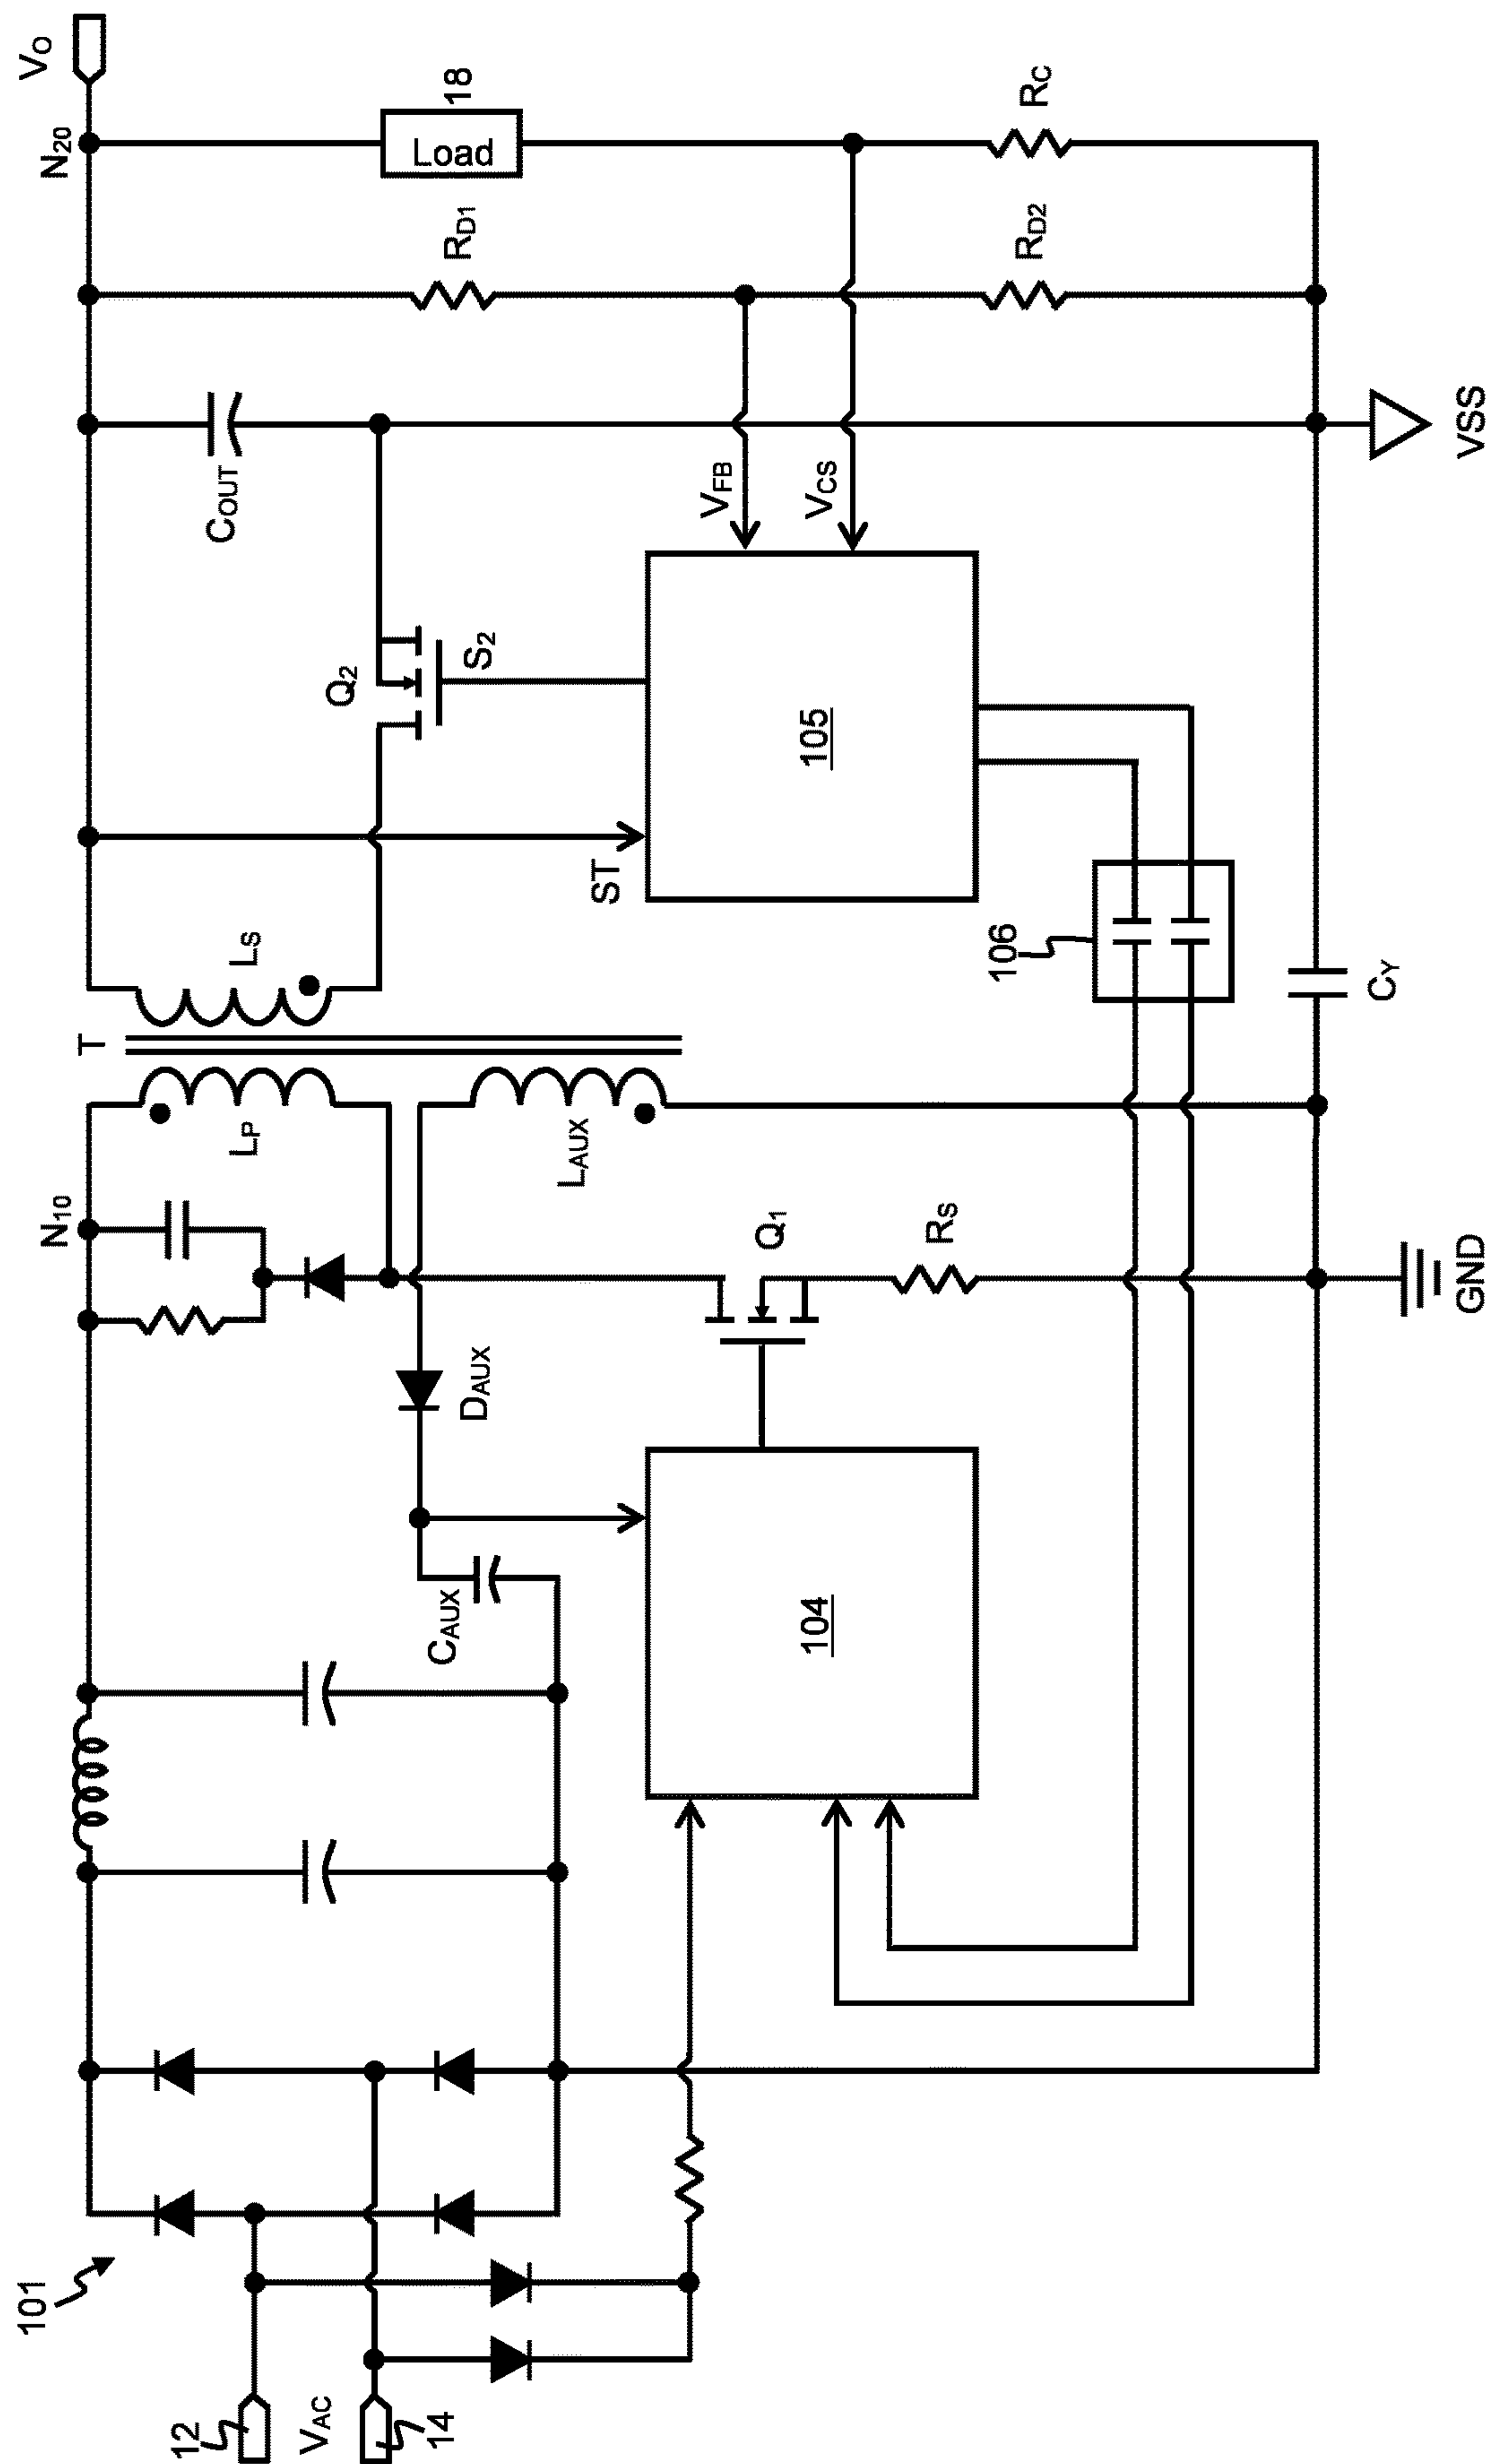 101
12
VAC
14
N10
LP
T
LS
N20
VO
CAUX
DAUX
LAUX
ST
Q2
S2
COUT
RD1
18
Load
104
Q1
RS
105
VFB
VCS
RD2
RC
106
GND
CY
VSS